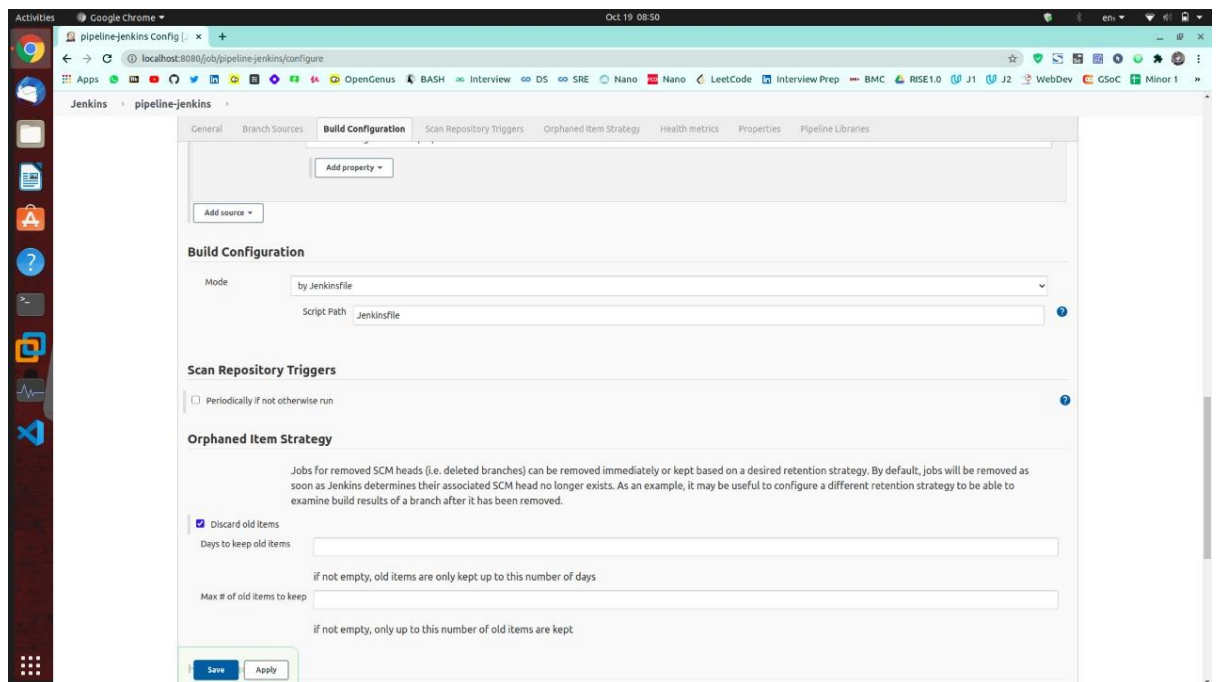 Activities Google Chrome Oct 19 08:50 en₁
pipeline-jenkins Config [
localhost:8080/job/pipeline-jenkins/configure
Apps OpenGenus BASH Interview DS SRE Nano Nano LeetCode Interview Prep BMC RISE1.0 J1 J2 WebDev GSoC Minor 1 »
Jenkins pipeline-jenkins
General Branch Sources Build Configuration Scan Repository Triggers Orphaned Item Strategy Health metrics Properties Pipeline Libraries
Add property
Add source
Build Configuration
Mode by Jenkinsfile
Script Path Jenkinsfile
Scan Repository Triggers
Periodically if not otherwise run
Orphaned Item Strategy
Jobs for removed SCM heads (i.e. deleted branches) can be removed immediately or kept based on a desired retention strategy. By default, jobs will be removed as
soon as Jenkins determines their associated SCM head no longer exists. As an example, it may be useful to configure a different retention strategy to be able to
examine build results of a branch after it has been removed.
Discard old items
Days to keep old items
if not empty, old items are only kept up to this number of days
Max # of old items to keep
if not empty, only up to this number of old items are kept
Save Apply